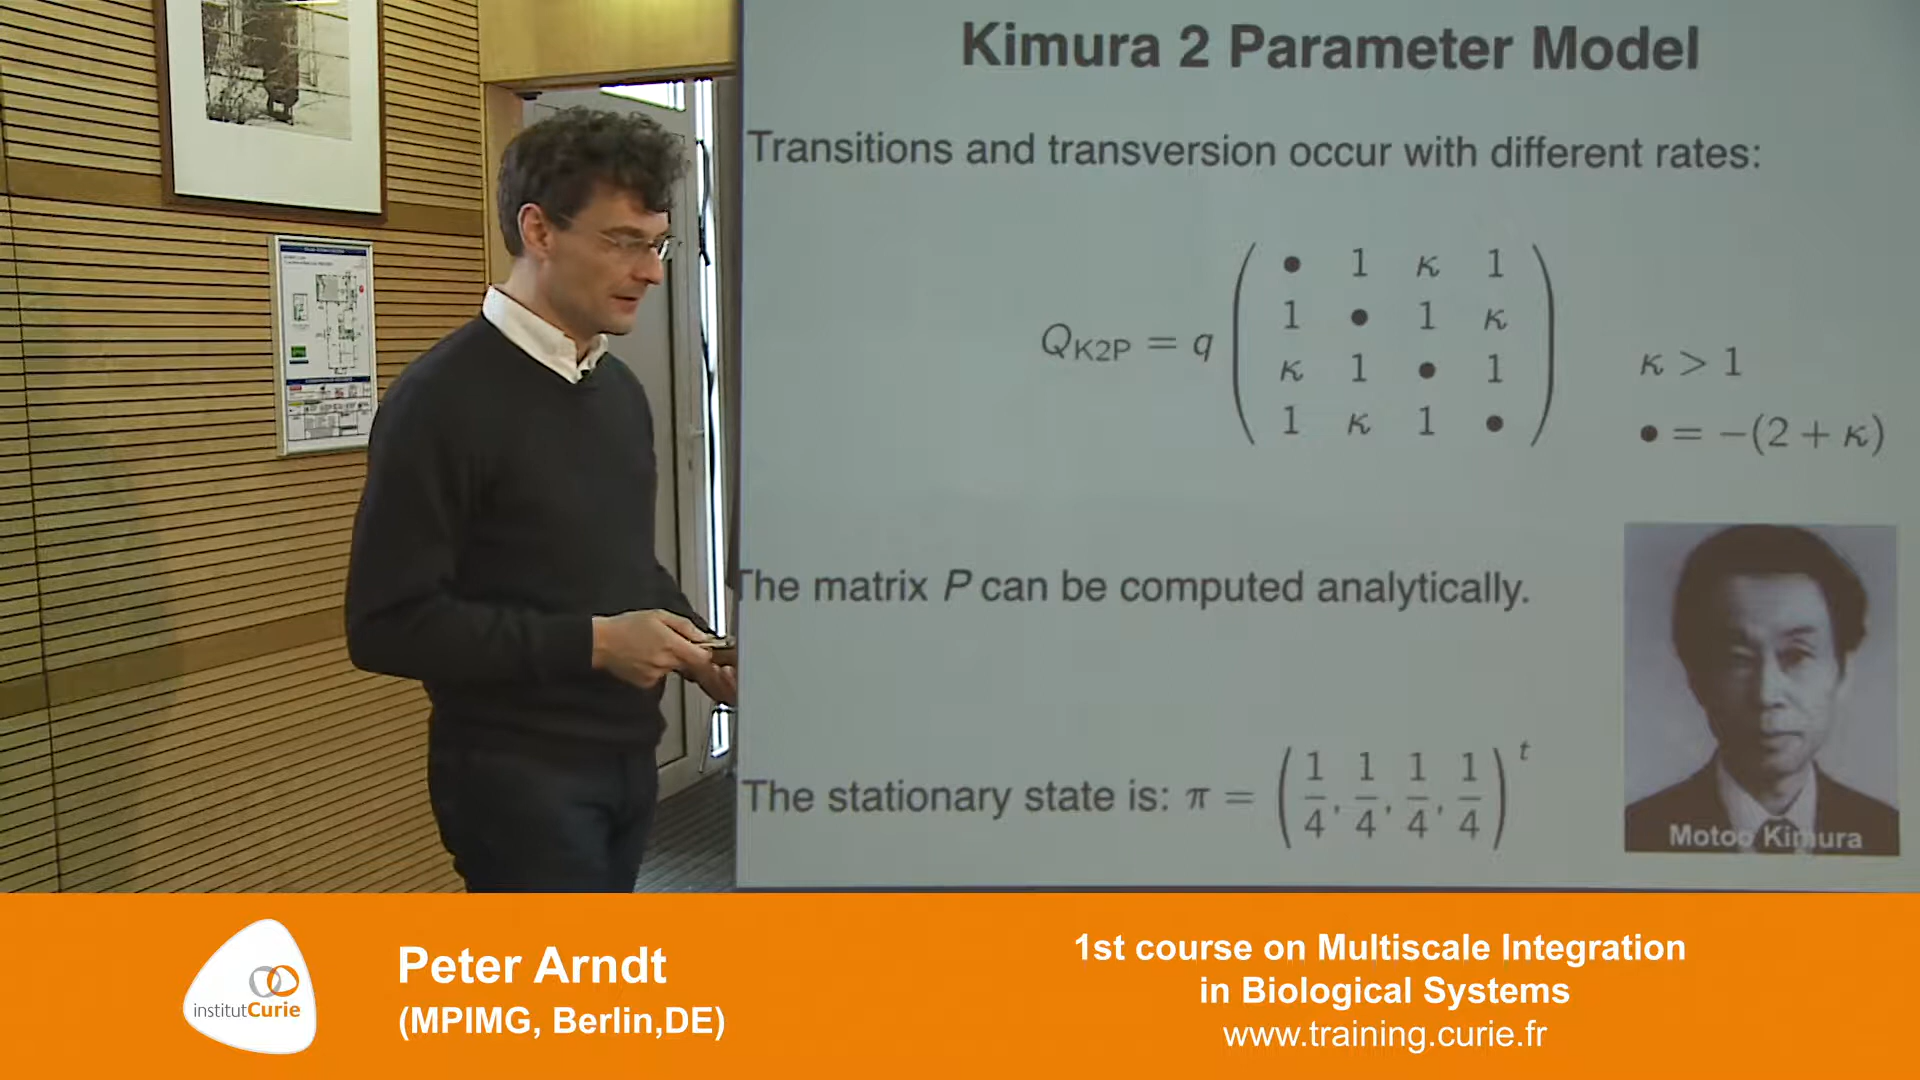 Kimura 2 Parameter Model
Transitions and transversion occur with different rates:
Q_K2P = q ( • 1 κ 1
1 • 1 κ
κ 1 • 1
1 κ 1 • )
κ > 1
• = −(2 + κ)
The matrix P can be computed analytically.
The stationary state is: π = (1/4, 1/4, 1/4, 1/4)^t
Motoo Kimura
institutCurie
Peter Arndt
(MPIMG, Berlin,DE)
1st course on Multiscale Integration
in Biological Systems
www.training.curie.fr